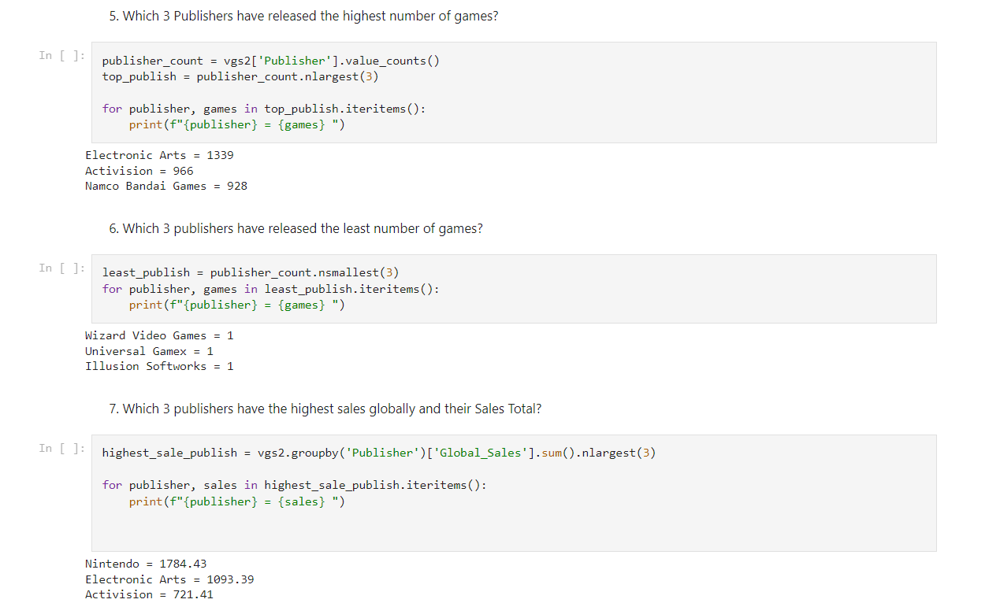 5. Which 3 Publishers have released the highest number of games?
In [ ]:
publisher_count = vgs2['Publisher'].value_counts()
top_publish = publisher_count.nlargest(3)
for publisher, games in top_publish.iteritems():
    print(f"{publisher} = {games} ")
Electronic Arts = 1339
Activision = 966
Namco Bandai Games = 928
6. Which 3 publishers have released the least number of games?
In [ ]:
least_publish = publisher_count.nsmallest(3)
for publisher, games in least_publish.iteritems():
    print(f"{publisher} = {games} ")
Wizard Video Games = 1
Universal Gamex = 1
Illusion Softworks = 1
7. Which 3 publishers have the highest sales globally and their Sales Total?
In [ ]:
highest_sale_publish = vgs2.groupby('Publisher')['Global_Sales'].sum().nlargest(3)
for publisher, sales in highest_sale_publish.iteritems():
    print(f"{publisher} = {sales} ")
Nintendo = 1784.43
Electronic Arts = 1093.39
Activision = 721.41